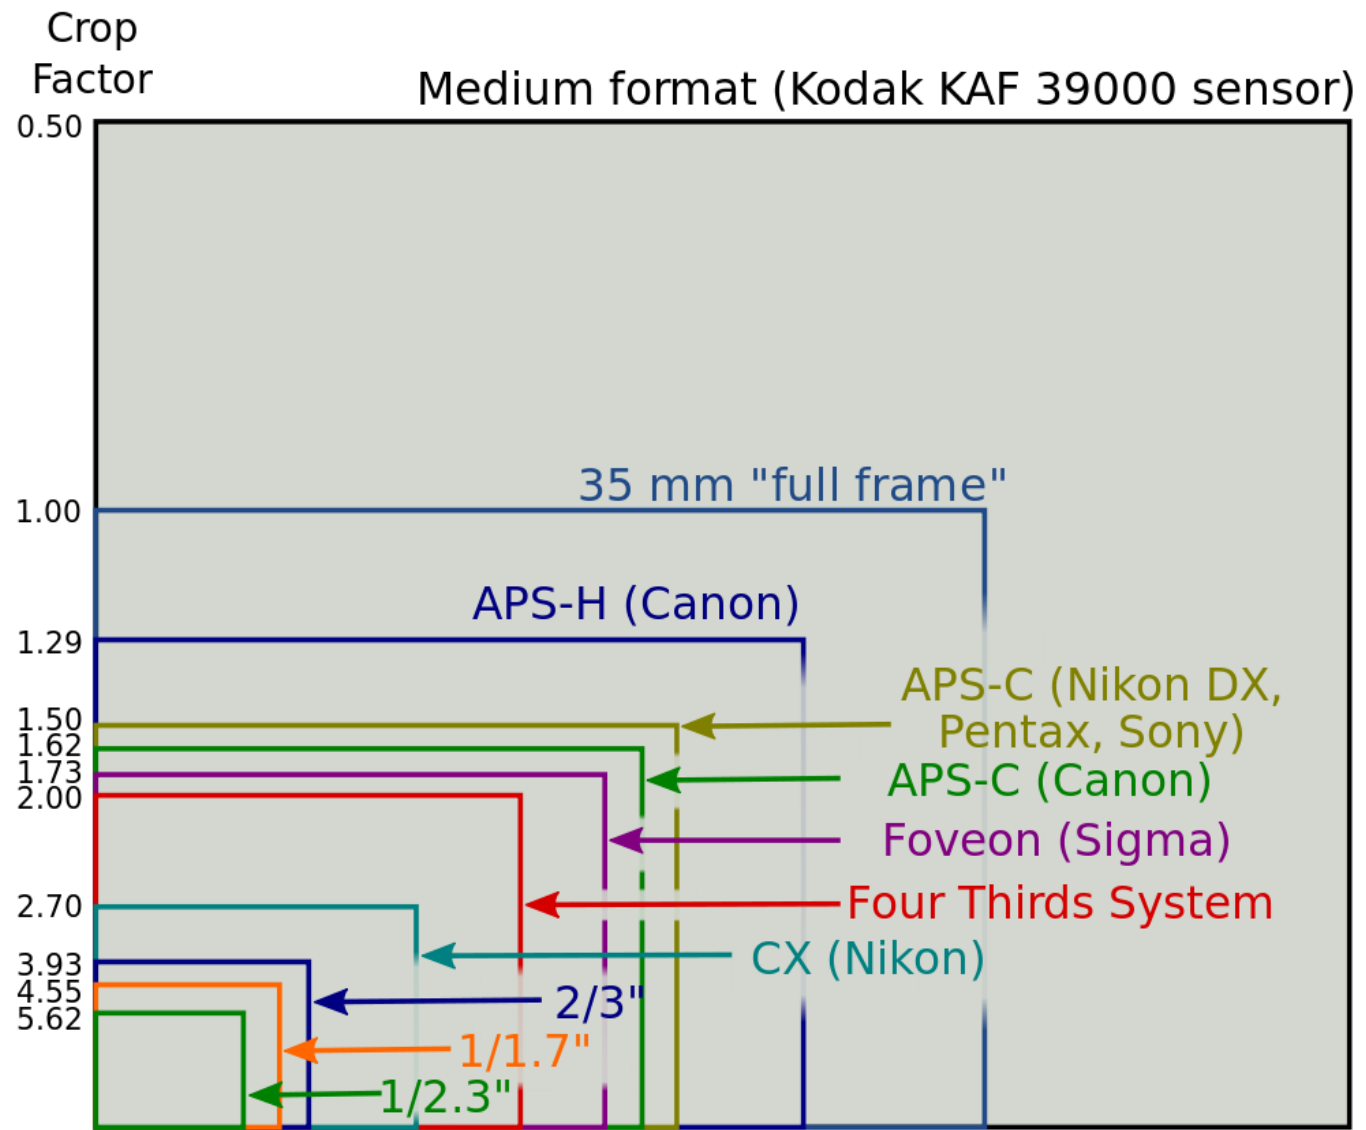 Crop
Factor
Medium format (Kodak KAF 39000 sensor)
0.50
35 mm "full frame"
1.00
APS-H (Canon)
1.29
APS-C (Nikon DX,
Pentax, Sony)
1.50
1.62
APS-C (Canon)
1.73
2.00
Foveon (Sigma)
Four Thirds System
2.70
CX (Nikon)
3.93
2/3"
4.55
5.62
1/1.7"
1/2.3"